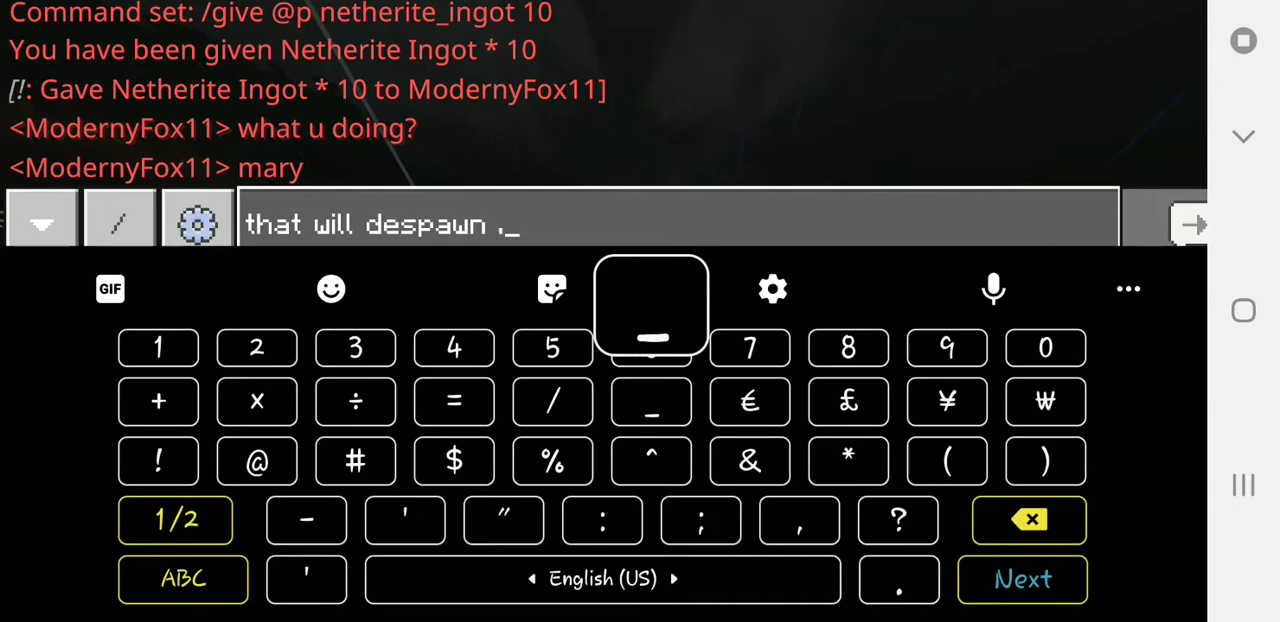 Command set: /give @p netherite_ingot 10
You have been given Netherite Ingot * 10
[!: Gave Netherite Ingot * 10 to ModernyFox11]
<ModernyFox11> what u doing?
<ModernyFox11> mary
/ that will despawn ._
GIF
_
1 2 3 4 5 7 8 9 0
+ × ÷ = / _ € £ ¥ ₩
! @ # $ % ^ & * ( )
1/2 - ' " : ; , ?
ABC ' English (US) . Next